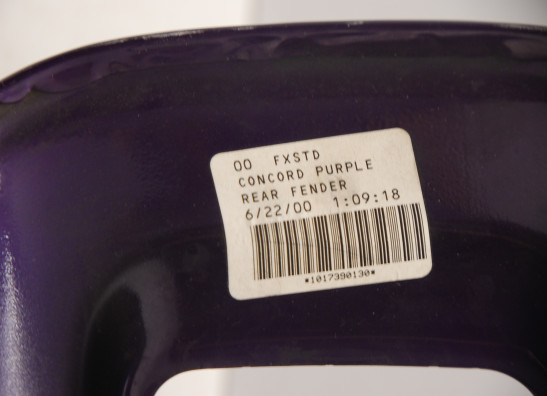 00 FXSTD
CONCORD PURPLE
REAR FENDER
6/22/00 1:09:18
*1017390130*